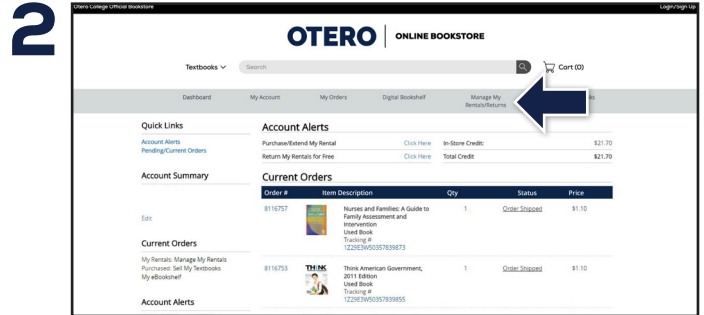 2
Otero College Official Bookstore
Login/Sign Up
OTERO ONLINE BOOKSTORE
Textbooks
Search
Cart (0)
Dashboard
My Account
My Orders
Digital Bookshelf
Manage My
Rentals/Returns
Quick Links
Account Alerts
Pending/Current Orders
Account Summary
Edit
Current Orders
My Rentals: Manage My Rentals
Purchased: Sell My Textbooks
My eBookshelf
Account Alerts
Account Alerts
Purchase/Extend My Rental Click Here In-Store Credit: $21.70
Return My Rentals for Free Click Here Total Credit $21.70
Current Orders
Order # Item Description Qty Status Price
8116757 Nurses and Families: A Guide to 1 Order Shipped $1.10
Family Assessment and
Intervention
Used Book
Tracking #
1Z29E3W50357839873
8116753 THINK Think American Government, 1 Order Shipped $1.10
2011 Edition
Used Book
Tracking #
1Z29E3W50357839855